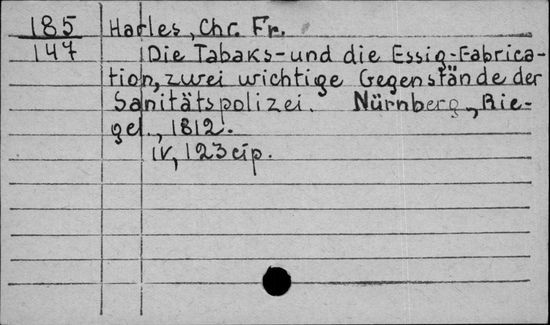 185 Harles, Chr. Fr.
147 Die Tabaks- und die Essig-Fabrica-
tion, zwei wichtige Gegenstände der
Sanitätspolizei. Nürnberg, Rie-
gel., 1812.
IV, 123 cip.